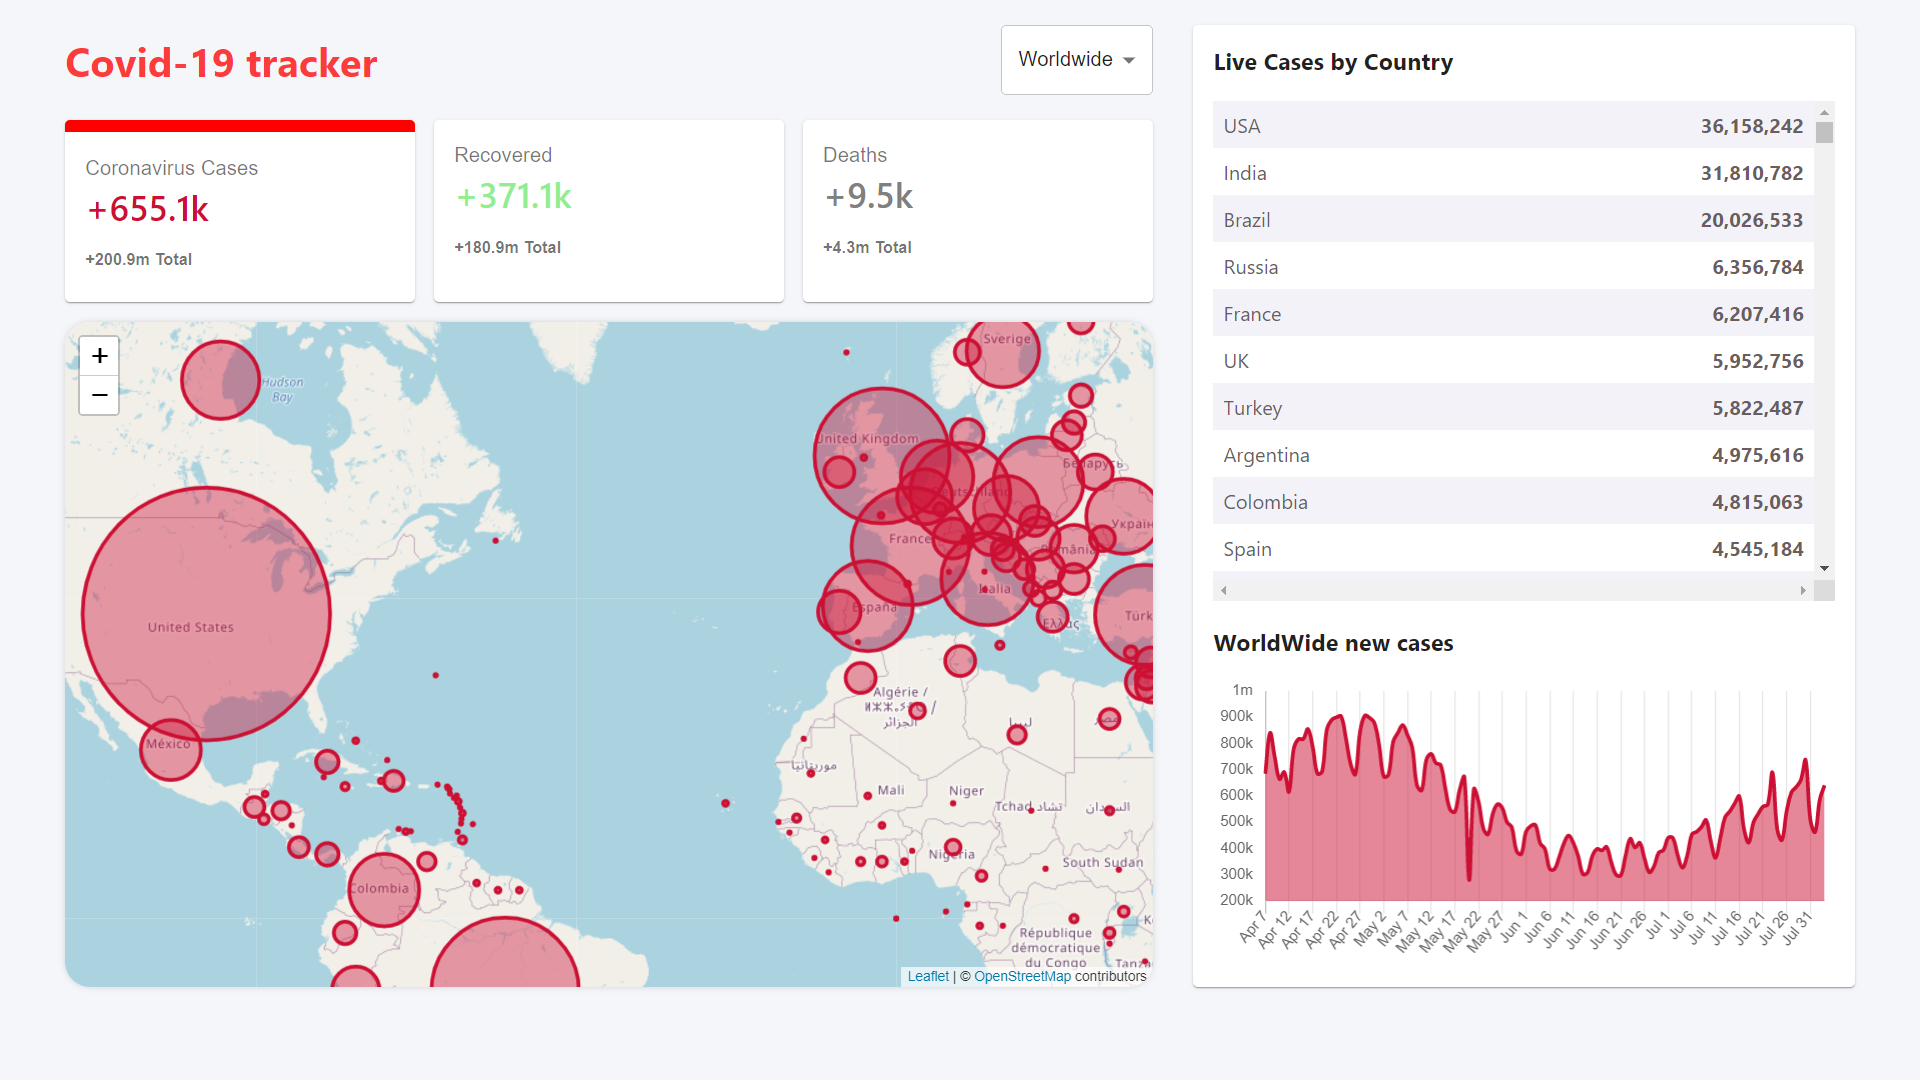 Covid-19 tracker
Worldwide
Coronavirus Cases
+655.1k
+200.9m Total
Recovered
+371.1k
+180.9m Total
Deaths
+9.5k
+4.3m Total
+
−
Hudson
Bay
Sverige
United Kingdom
Беларусь
Deutschland
Україн
France
România
Italia
España
Ελλάς
Türk
United States
México
Algérie /
الجزائر
ليبيا
مصر
موريتانيا
Mali
Niger
Tchad تشاد
السودان
Nigeria
South Sudan
Colombia
République
démocratique
du Congo
Tanz
Leaflet | © OpenStreetMap contributors
Live Cases by Country
USA 36,158,242
India 31,810,782
Brazil 20,026,533
Russia 6,356,784
France 6,207,416
UK 5,952,756
Turkey 5,822,487
Argentina 4,975,616
Colombia 4,815,063
Spain 4,545,184
WorldWide new cases
1m
900k
800k
700k
600k
500k
400k
300k
200k
Apr 7
Apr 12
Apr 17
Apr 22
Apr 27
May 2
May 7
May 12
May 17
May 22
May 27
Jun 1
Jun 6
Jun 11
Jun 16
Jun 21
Jun 26
Jul 1
Jul 6
Jul 11
Jul 16
Jul 21
Jul 26
Jul 31